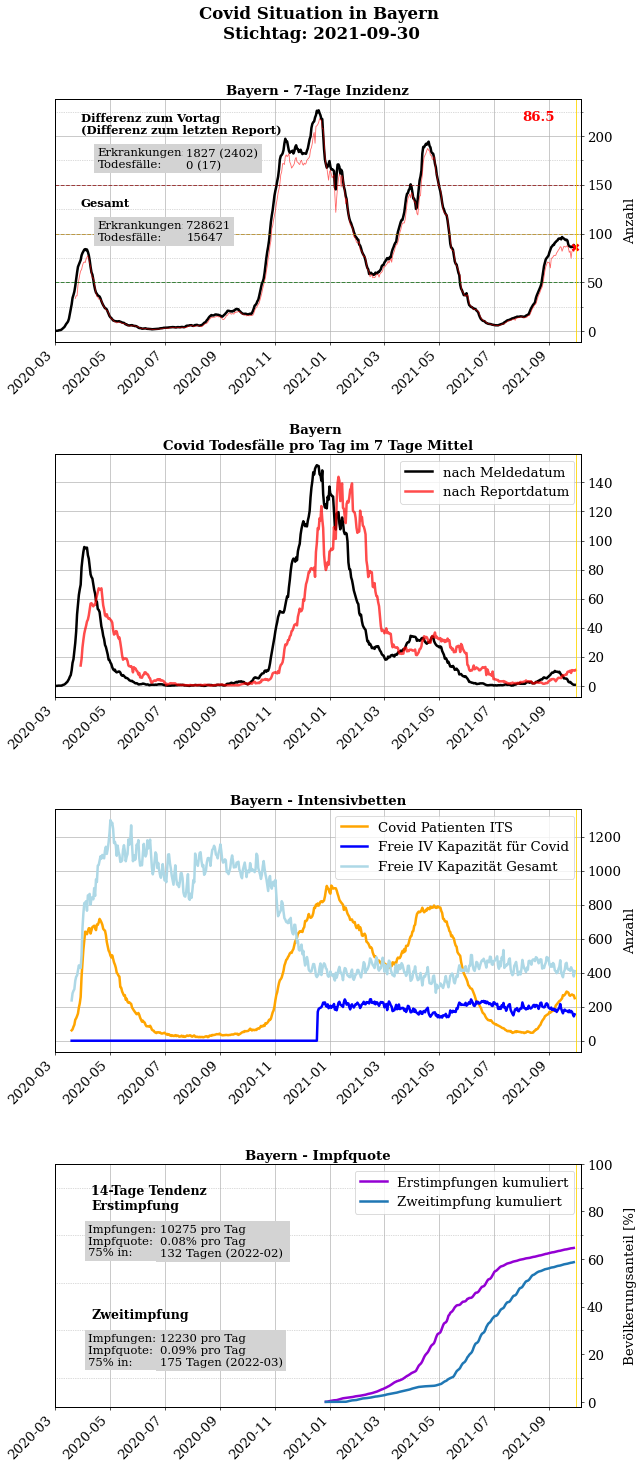 Covid Situation in Bayern
Stichtag: 2021-09-30
Bayern - 7-Tage Inzidenz
Differenz zum Vortag
(Differenz zum letzten Report)
Erkrankungen 1827 (2402)
Todesfälle: 0 (17)
Gesamt
Erkrankungen 728621
Todesfälle: 15647
86.5
200
150
100
50
0
Anzahl
2020-03
2020-05
2020-07
2020-09
2020-11
2021-01
2021-03
2021-05
2021-07
2021-09
Bayern
Covid Todesfälle pro Tag im 7 Tage Mittel
nach Meldedatum
nach Reportdatum
140
120
100
80
60
40
20
0
2020-03
2020-05
2020-07
2020-09
2020-11
2021-01
2021-03
2021-05
2021-07
2021-09
Bayern - Intensivbetten
Covid Patienten ITS
Freie IV Kapazität für Covid
Freie IV Kapazität Gesamt
1200
1000
800
600
400
200
0
Anzahl
2020-03
2020-05
2020-07
2020-09
2020-11
2021-01
2021-03
2021-05
2021-07
2021-09
Bayern - Impfquote
14-Tage Tendenz
Erstimpfung
Impfungen: 10275 pro Tag
Impfquote: 0.08% pro Tag
75% in: 132 Tagen (2022-02)
Zweitimpfung
Impfungen: 12230 pro Tag
Impfquote: 0.09% pro Tag
75% in: 175 Tagen (2022-03)
Erstimpfungen kumuliert
Zweitimpfung kumuliert
100
80
60
40
20
0
Bevölkerungsanteil [%]
2020-03
2020-05
2020-07
2020-09
2020-11
2021-01
2021-03
2021-05
2021-07
2021-09